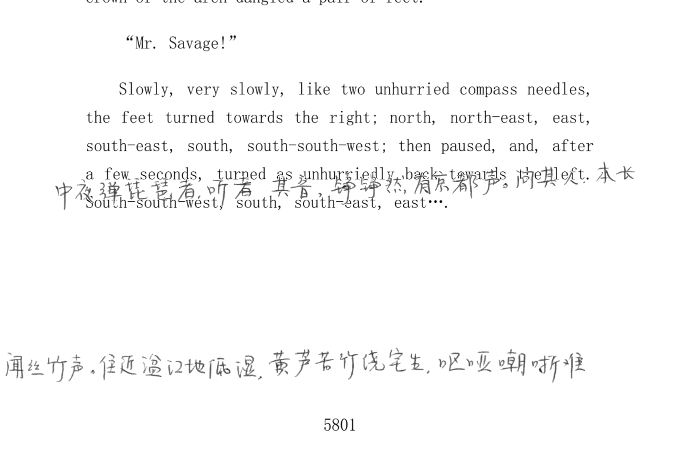 crown of the arch dangled a pair of feet.
“Mr. Savage!”
Slowly, very slowly, like two unhurried compass needles,
the feet turned towards the right; north, north-east, east,
south-east, south, south-south-west; then paused, and, after
a few seconds, turned as unhurriedly back towards the left.
中夜弹琵琶者,听者 其音,铮铮然,有京都声。问其人.本长
South-south-west, south, south-east, east….
闻丝竹声。住近湓江地低湿,黄芦苦竹绕宅生,呕哑嘲哳难
5801